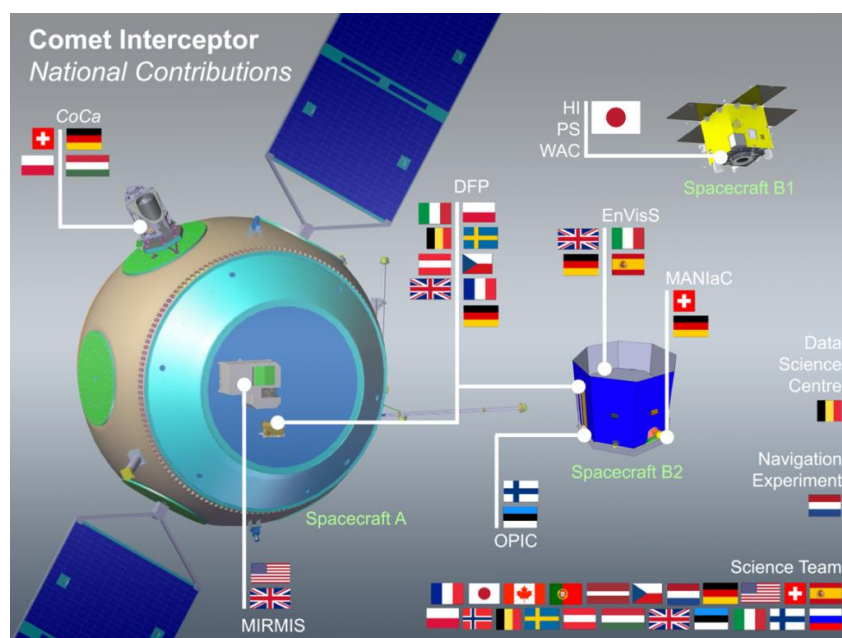 Comet Interceptor
National Contributions
CoCa
HI
PS
WAC
Spacecraft B1
DFP
EnVisS
MANIaC
Data
Science
Centre
Spacecraft B2
Navigation
Experiment
Spacecraft A
OPIC
MIRMIS
Science Team